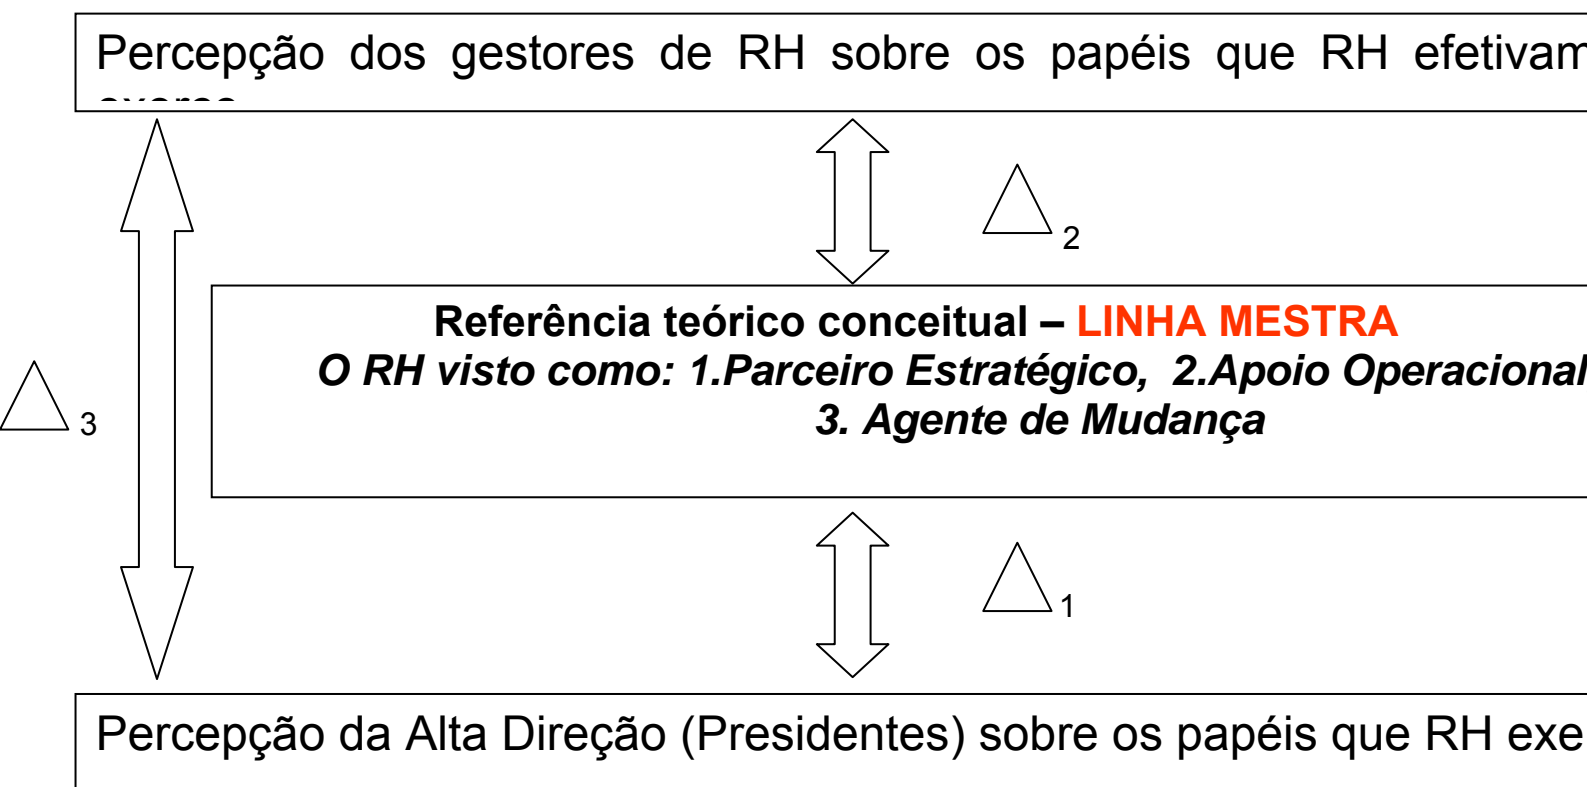 Percepção dos gestores de RH sobre os papéis que RH efetivam
2
Referência teórico conceitual – LINHA MESTRA
O RH visto como: 1.Parceiro Estratégico, 2.Apoio Operacional
3. Agente de Mudança
3
1
Percepção da Alta Direção (Presidentes) sobre os papéis que RH exe